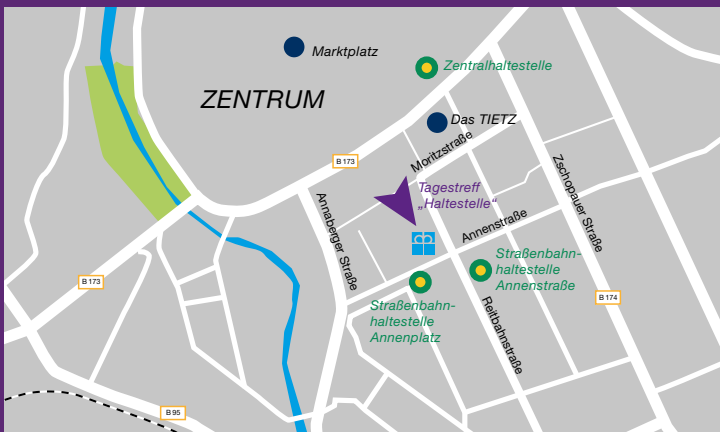 Marktplatz
Zentralhaltestelle
ZENTRUM
Das TIETZ
Moritzstraße
B 173
Zschopauer Straße
Tagestreff
„Haltestelle“
Annaberger Straße
Annenstraße
Straßenbahn-
haltestelle
Annenstraße
B 173
B 174
Straßenbahn-
haltestelle
Annenplatz
Reitbahnstraße
B 95